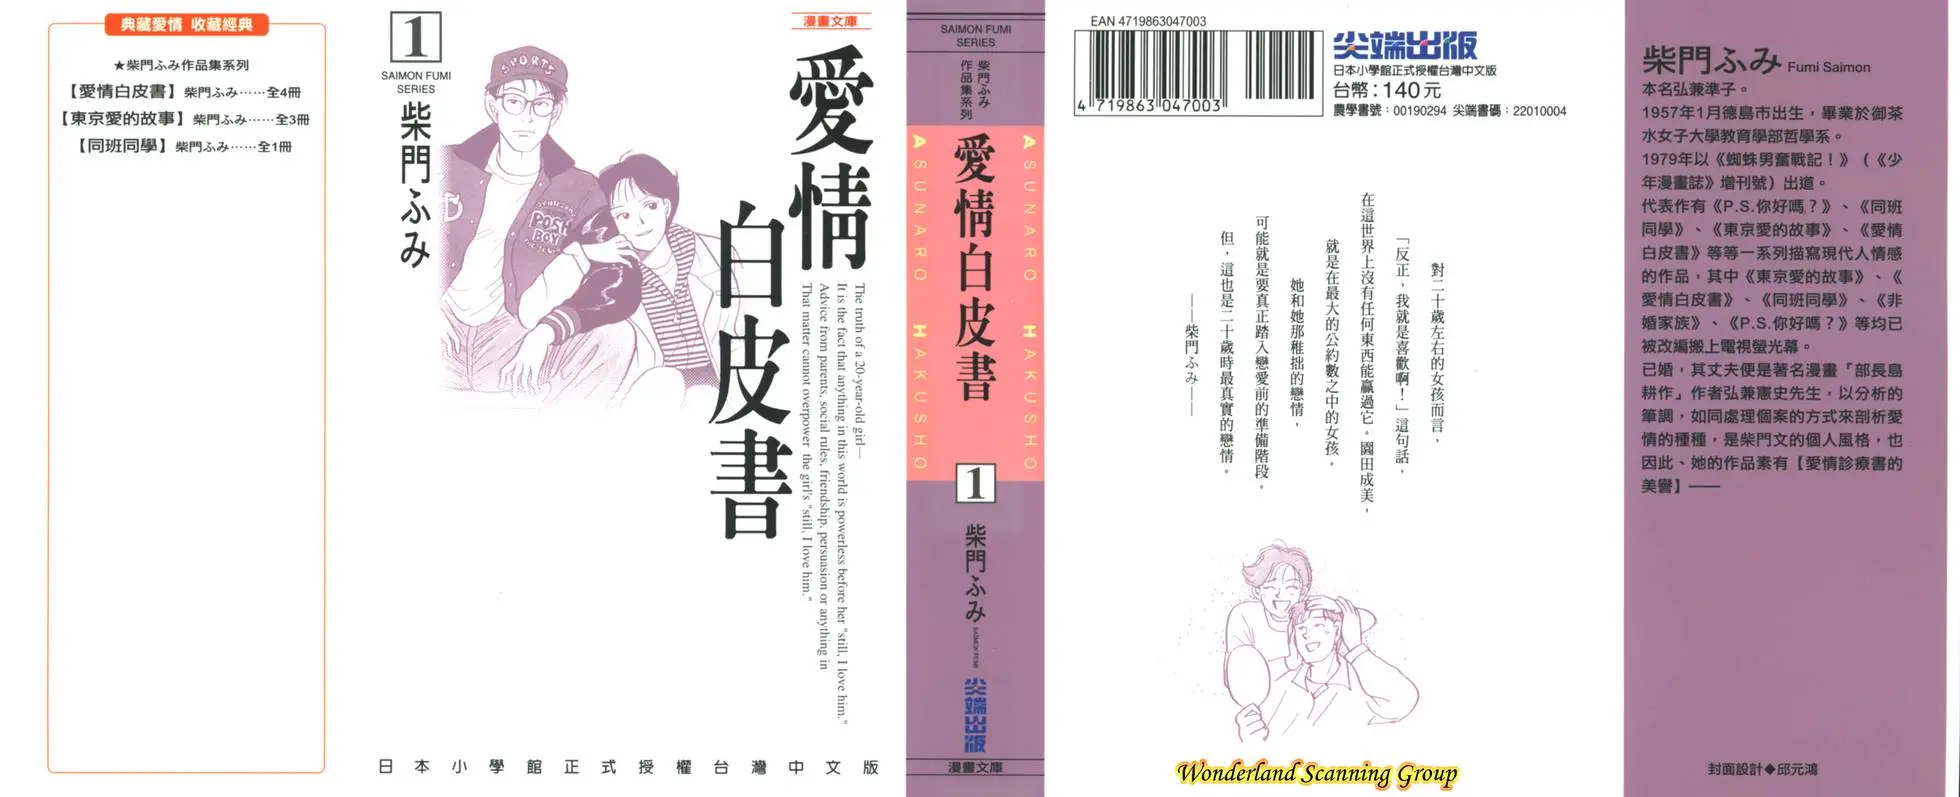 典藏愛情 收藏經典
★柴門ふみ作品集系列
【愛情白皮書】柴門ふみ……全4冊
【東京愛的故事】柴門ふみ……全3冊
【同班同學】柴門ふみ……全1冊
1
SAIMON FUMI
SERIES
柴門ふみ
SPORTS
POSH
BOY
漫畫文庫
愛情
白皮書
The truth of a 20-year-old girl—
It is the fact that anything in this world is powerless before her "still, I love him."
Advice from parents, social rules, friendship, persuasion or anything in
That matter cannot overpower the girl's "still, I love him."
日本小學館正式授權台灣中文版
SAIMON FUMI
SERIES
柴門ふみ
作品集系列
愛情白皮書
ASUNARO HAKUSHO
ASUNARO HAKUSHO
1
柴門ふみ
SAIMON FUMI
尖端出版
漫畫文庫
EAN 4719863047003
4 719863 047003
尖端出版
日本小學館正式授權台灣中文版
台幣：140元
農學書號：00190294 尖端書碼：22010004
對二十歲左右的女孩而言，
「反正，我就是喜歡啊！」這句話，
在這世界上沒有任何東西能贏過它。園田成美，
就是在最大的公約數之中的女孩。
她和她那稚拙的戀情，
可能就是要真正踏入戀愛前的準備階段。
但，這也是二十歲時最真實的戀情。
——柴門ふみ——
Wonderland Scanning Group
柴門ふみ Fumi Saimon
本名弘兼準子。
1957年1月德島市出生，畢業於御茶
水女子大學教育學部哲學系。
1979年以《蜘蛛男奮戰記！》（《少
年漫畫誌》增刊號）出道。
代表作有《P.S.你好嗎？》、《同班
同學》、《東京愛的故事》、《愛情
白皮書》等等一系列描寫現代人情感
的作品，其中《東京愛的故事》、《
愛情白皮書》、《同班同學》、《非
婚家族》、《P.S.你好嗎？》等均已
被改編搬上電視螢光幕。
已婚，其丈夫便是著名漫畫「部長島
耕作」作者弘兼憲史先生，以分析的
筆調，如同處理個案的方式來剖析愛
情的種種，是柴門文的個人風格，也
因此、她的作品素有【愛情診療書的
美譽】——
封面設計◆邱元鴻